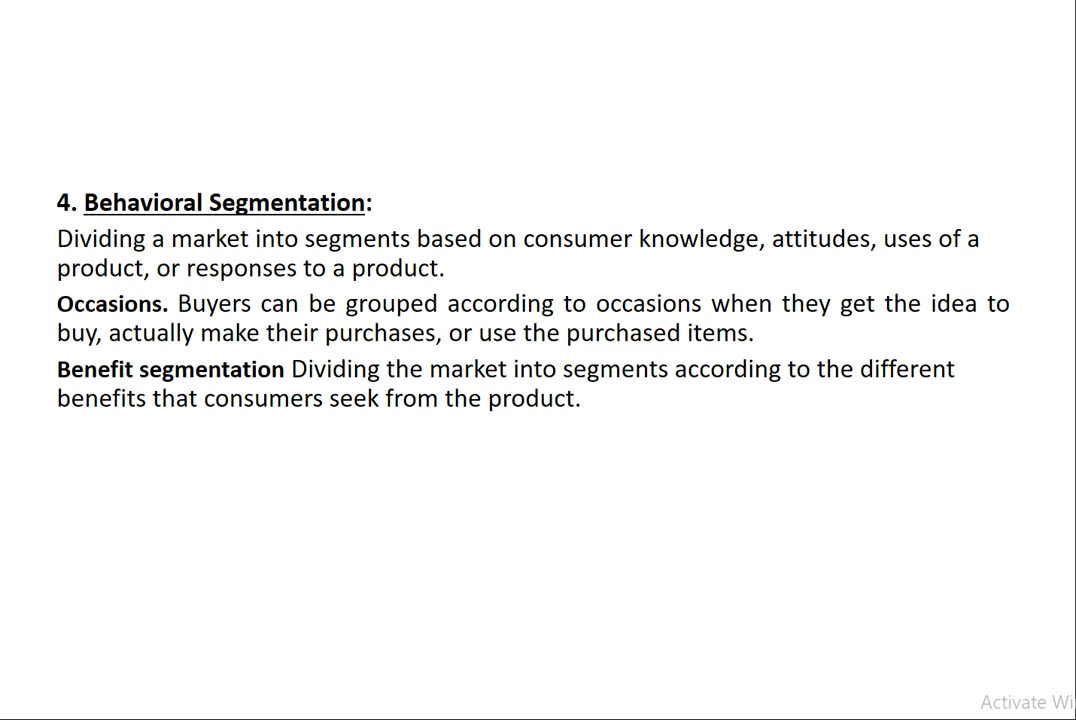 4. Behavioral Segmentation:
Dividing a market into segments based on consumer knowledge, attitudes, uses of a
product, or responses to a product.
Occasions. Buyers can be grouped according to occasions when they get the idea to
buy, actually make their purchases, or use the purchased items.
Benefit segmentation Dividing the market into segments according to the different
benefits that consumers seek from the product.
Activate Wi